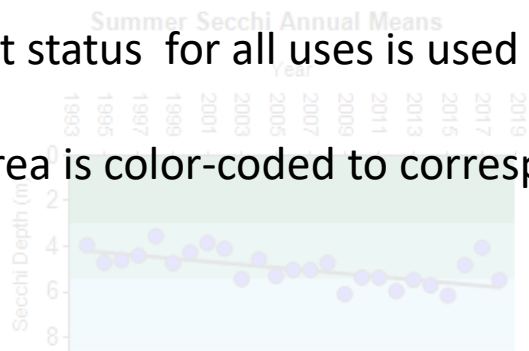 Summer Secchi Annual Means
t status for all uses is used
Year
1993 1995 1997 1999 2001 2003 2005 2007 2009 2011 2013 2015 2017 2019
rea is color-coded to corresp
0
2
4
6
8
Secchi Depth (m